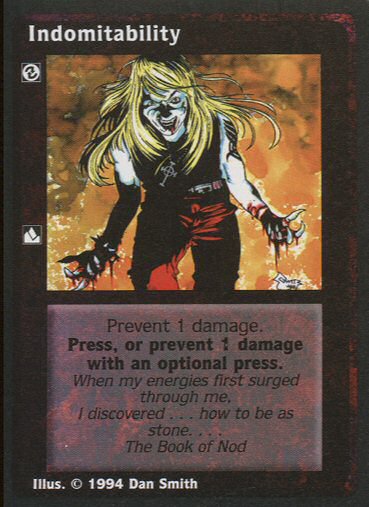 Indomitability
Prevent 1 damage.
Press, or prevent 1 damage
with an optional press.
When my energies first surged
through me,
I discovered . . . how to be as
stone. . . .
The Book of Nod
Illus. © 1994 Dan Smith